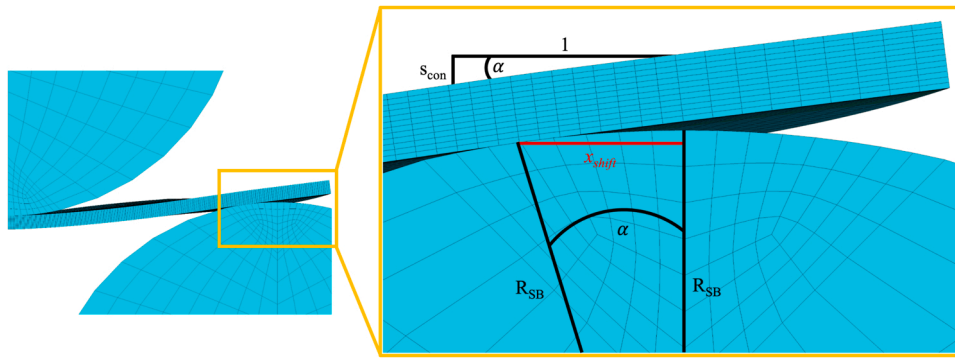 1
s_con
α
x_shift
α
R_SB
R_SB